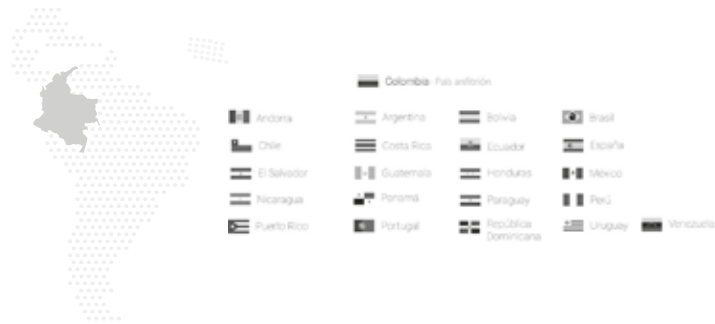 Colombia País anfitrión
Andorra Argentina Bolivia Brasil
Chile Costa Rica Ecuador España
El Salvador Guatemala Honduras México
Nicaragua Panamá Paraguay Perú
Puerto Rico Portugal República Dominicana Uruguay Venezuela